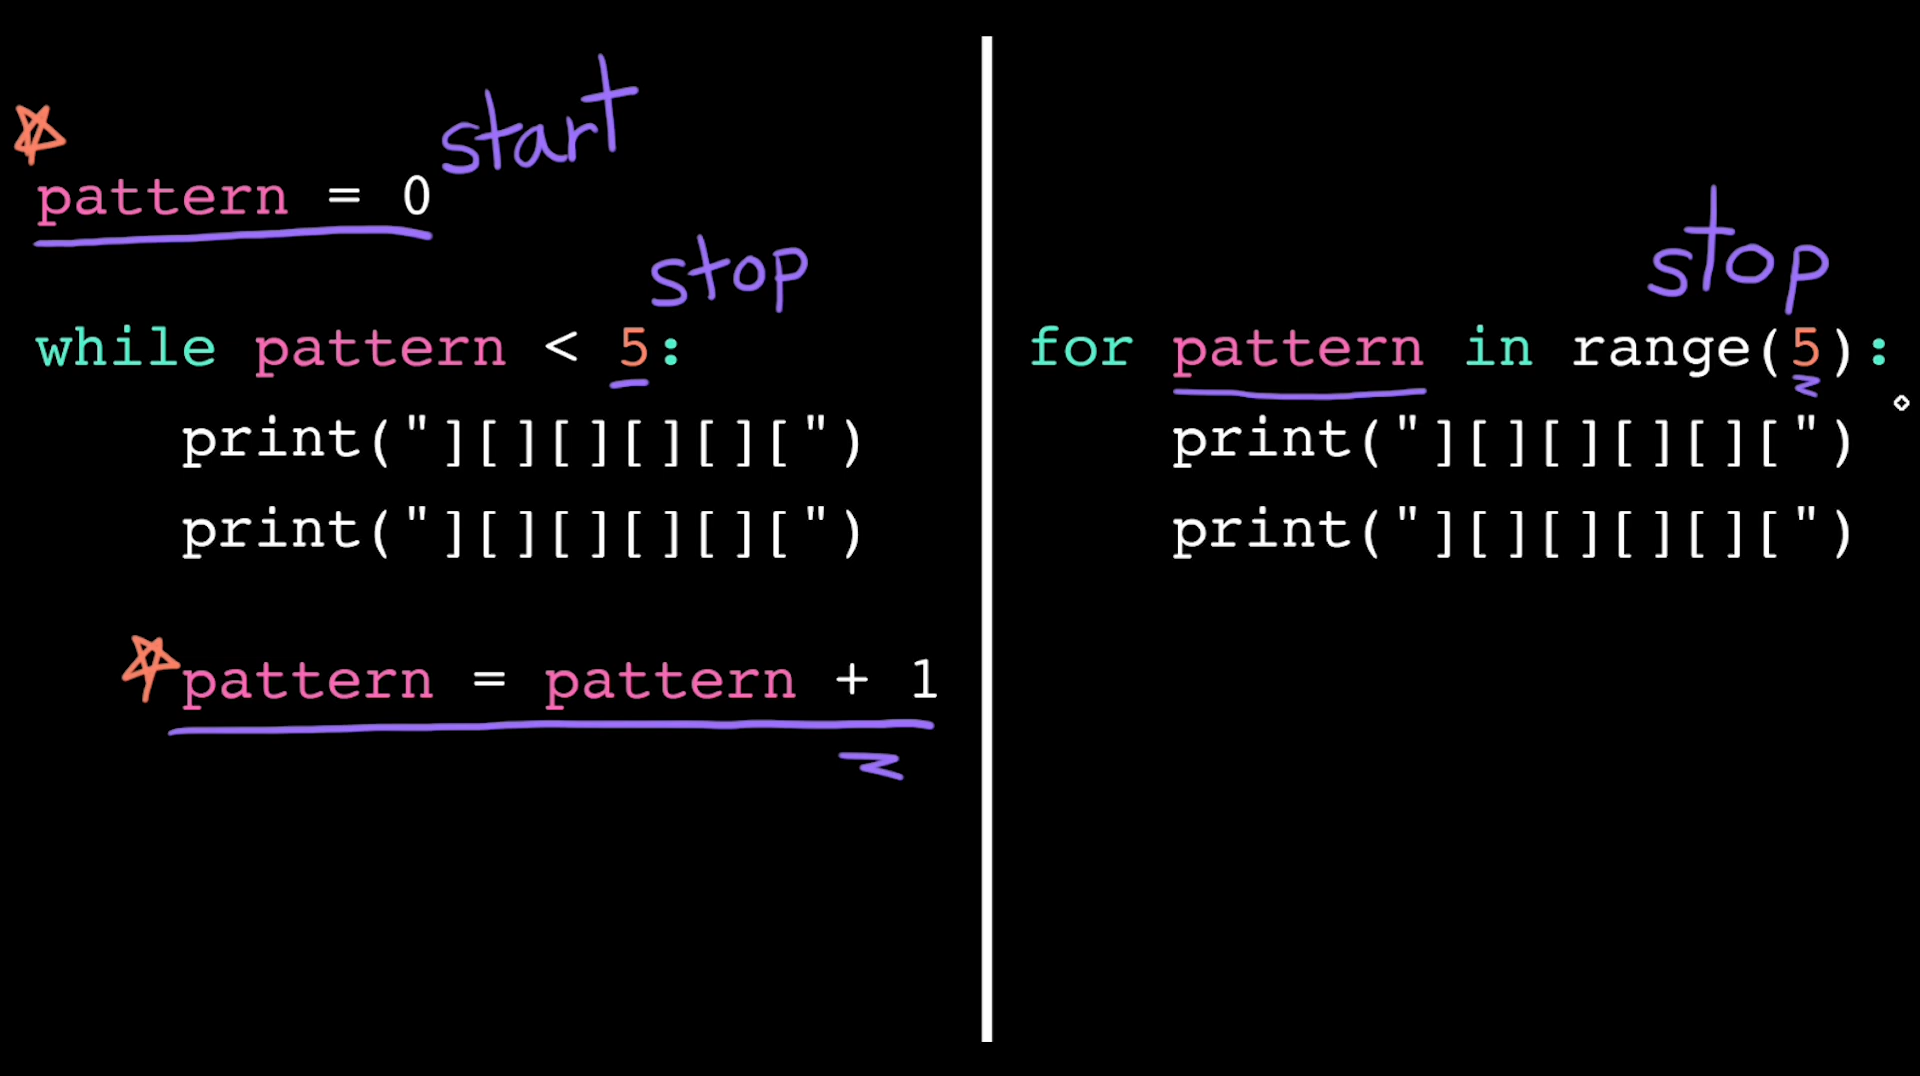 start
pattern = 0
stop
while pattern < 5:
print("][][][][][")
print("][][][][][")
pattern = pattern + 1
stop
for pattern in range(5):
print("][][][][][")
print("][][][][][")